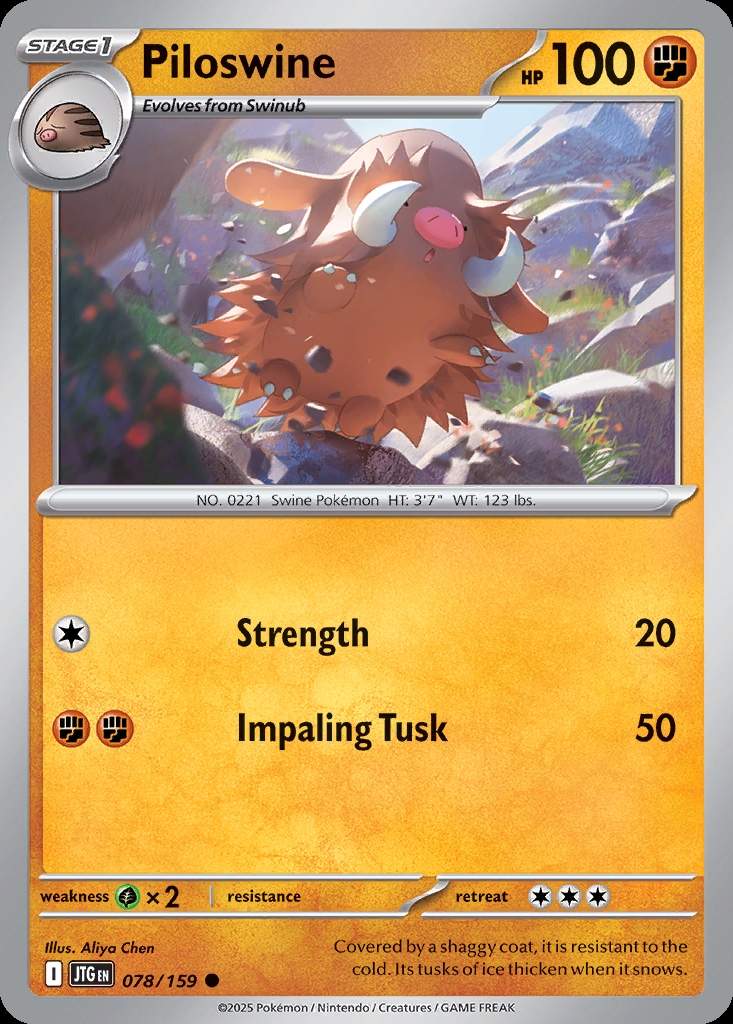 STAGE1
Piloswine
HP 100
Evolves from Swinub
NO. 0221 Swine Pokémon HT: 3'7" WT: 123 lbs.
Strength 20
Impaling Tusk 50
weakness ×2 resistance retreat
Illus. Aliya Chen
Covered by a shaggy coat, it is resistant to the
cold. Its tusks of ice thicken when it snows.
I JTG EN 078/159
©2025 Pokémon / Nintendo / Creatures / GAME FREAK